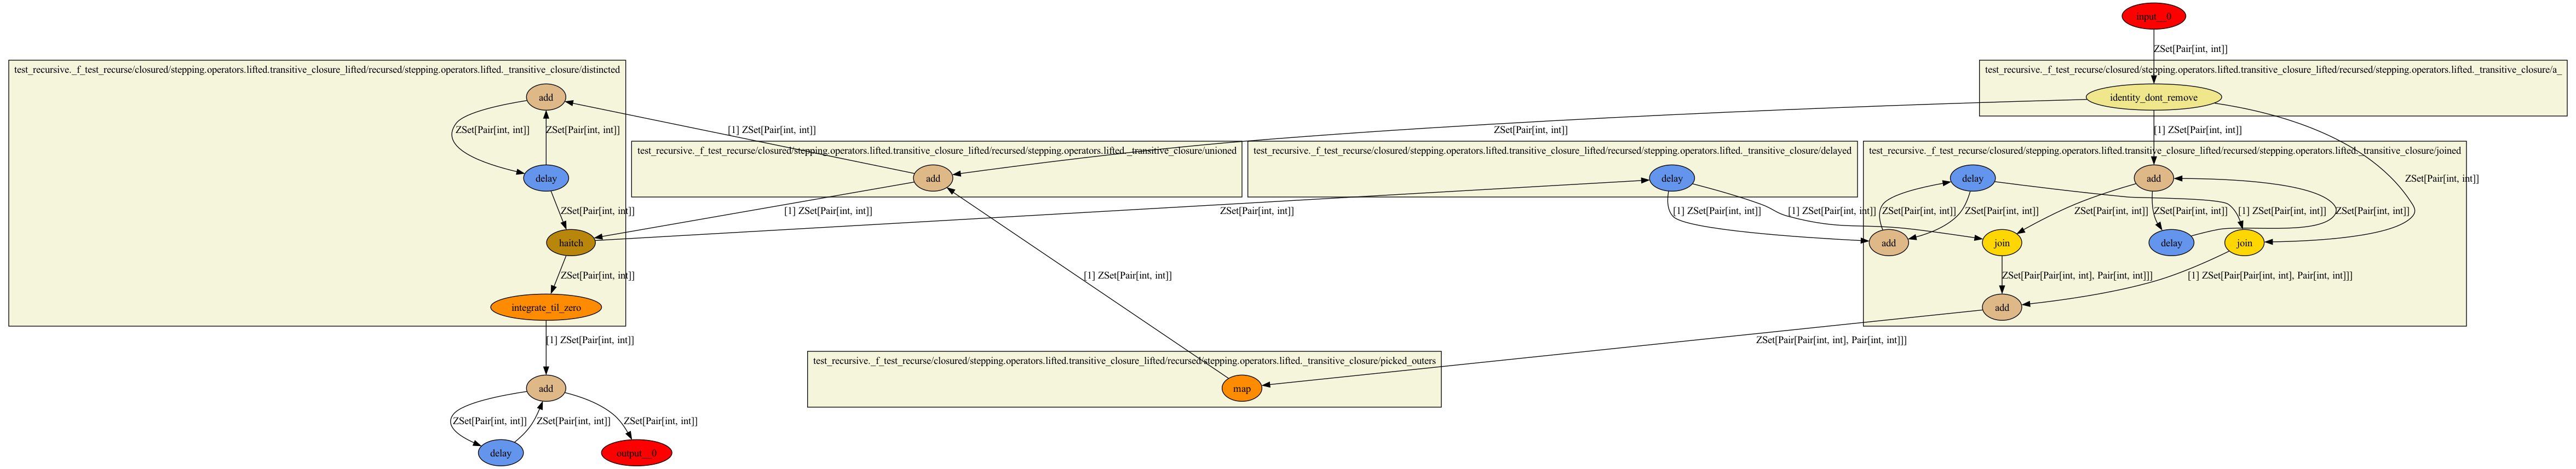 input__0
ZSet[Pair[int, int]]
test_recursive._f_test_recurse/closured/stepping.operators.lifted.transitive_closure_lifted/recursed/stepping.operators.lifted._transitive_closure/distincted
test_recursive._f_test_recurse/closured/stepping.operators.lifted.transitive_closure_lifted/recursed/stepping.operators.lifted._transitive_closure/a_
add
identity_dont_remove
ZSet[Pair[int, int]]
ZSet[Pair[int, int]]
[1] ZSet[Pair[int, int]]
ZSet[Pair[int, int]]
[1] ZSet[Pair[int, int]]
test_recursive._f_test_recurse/closured/stepping.operators.lifted.transitive_closure_lifted/recursed/stepping.operators.lifted._transitive_closure/unioned
test_recursive._f_test_recurse/closured/stepping.operators.lifted.transitive_closure_lifted/recursed/stepping.operators.lifted._transitive_closure/delayed
test_recursive._f_test_recurse/closured/stepping.operators.lifted.transitive_closure_lifted/recursed/stepping.operators.lifted._transitive_closure/joined
delay
add
delay
delay
add
ZSet[Pair[int, int]]
ZSet[Pair[int, int]]
[1] ZSet[Pair[int, int]]
ZSet[Pair[int, int]]
[1] ZSet[Pair[int, int]]
[1] ZSet[Pair[int, int]]
ZSet[Pair[int, int]]
ZSet[Pair[int, int]]
ZSet[Pair[int, int]]
ZSet[Pair[int, int]]
[1] ZSet[Pair[int, int]]
ZSet[Pair[int, int]]
haitch
add
join
delay
join
ZSet[Pair[int, int]]
[1] ZSet[Pair[int, int]]
ZSet[Pair[Pair[int, int], Pair[int, int]]]
[1] ZSet[Pair[Pair[int, int], Pair[int, int]]]
integrate_til_zero
add
[1] ZSet[Pair[int, int]]
ZSet[Pair[Pair[int, int], Pair[int, int]]]
test_recursive._f_test_recurse/closured/stepping.operators.lifted.transitive_closure_lifted/recursed/stepping.operators.lifted._transitive_closure/picked_outers
add
map
ZSet[Pair[int, int]]
ZSet[Pair[int, int]]
ZSet[Pair[int, int]]
delay
output__0